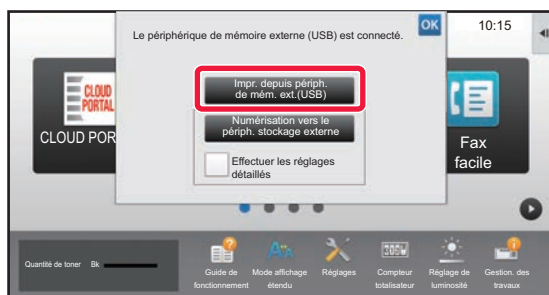 Le périphérique de mémoire externe (USB) est connecté.
OK
10:15
Impr. depuis périph.
de mém. ext.(USB)
Numérisation vers le
périph. stockage externe
Effectuer les réglages
détaillés
CLOUD
PORTAL
CLOUD POR
Fax
facile
Quantité de toner Bk
Guide de
fonctionnement
Mode affichage
étendu
Réglages
Compteur
totalisateur
Réglage de
luminosité
Gestion. des
travaux